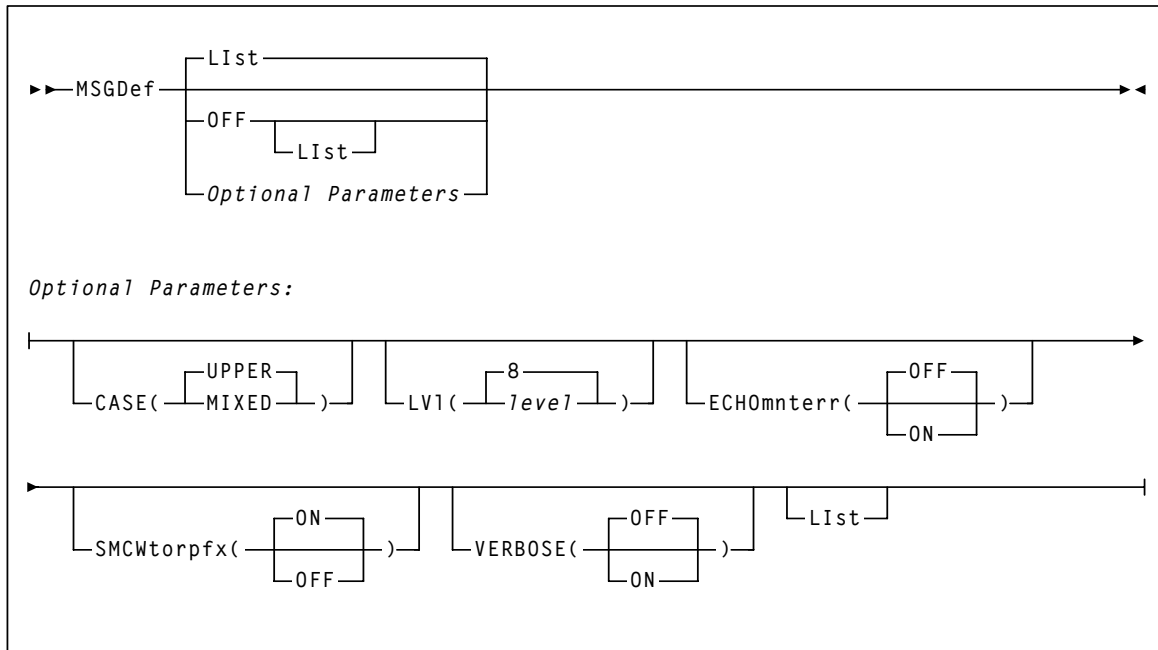 LIst
MSGDef
OFF
LIst
Optional Parameters
Optional Parameters:
UPPER 8 OFF
CASE( MIXED ) LVl( level ) ECHOmnterr( )
ON
ON OFF LIst
SMCWtorpfx( ) VERBOSE( )
OFF ON